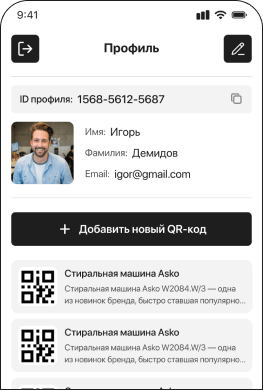 9:41
Профиль
ID профиля: 1568-5612-5687
Имя: Игорь
Фамилия: Демидов
Email: igor@gmail.com
Добавить новый QR-код
Стиральная машина Asko
Стиральная машина Asko W2084.W/3 — одна
из новинок бренда, быстро ставшая популярно...
Стиральная машина Asko
Стиральная машина Asko W2084.W/3 — одна
из новинок бренда, быстро ставшая популярно...